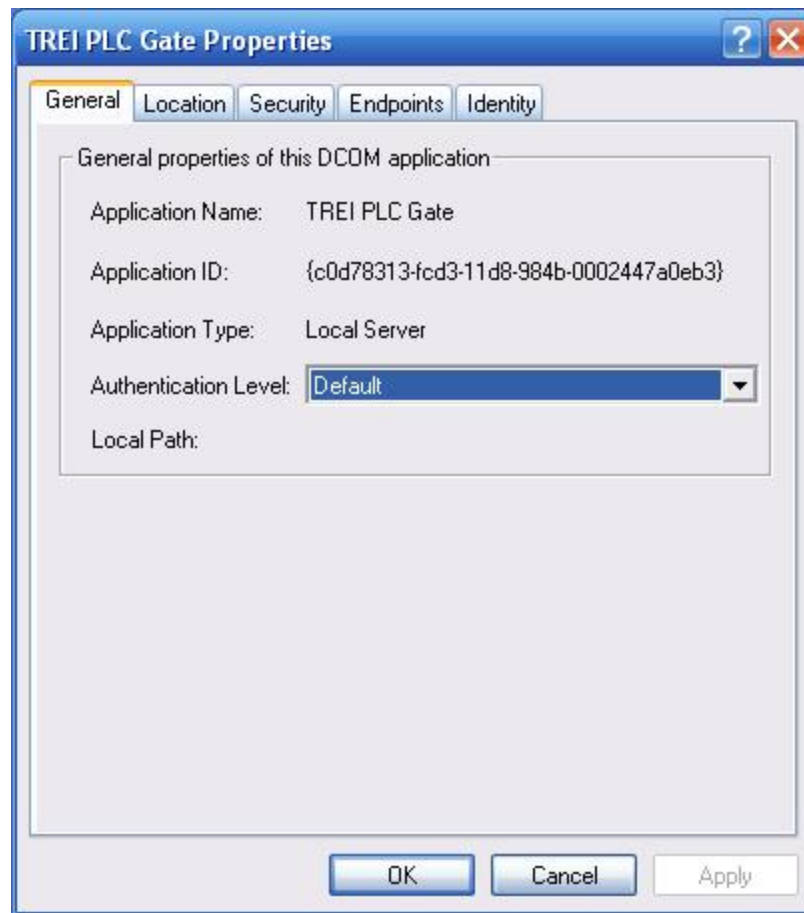 TREI PLC Gate Properties
General Location Security Endpoints Identity
General properties of this DCOM application
Application Name: TREI PLC Gate
Application ID: {c0d78313-fcd3-11d8-984b-0002447a0eb3}
Application Type: Local Server
Authentication Level: Default
Local Path:
OK Cancel Apply